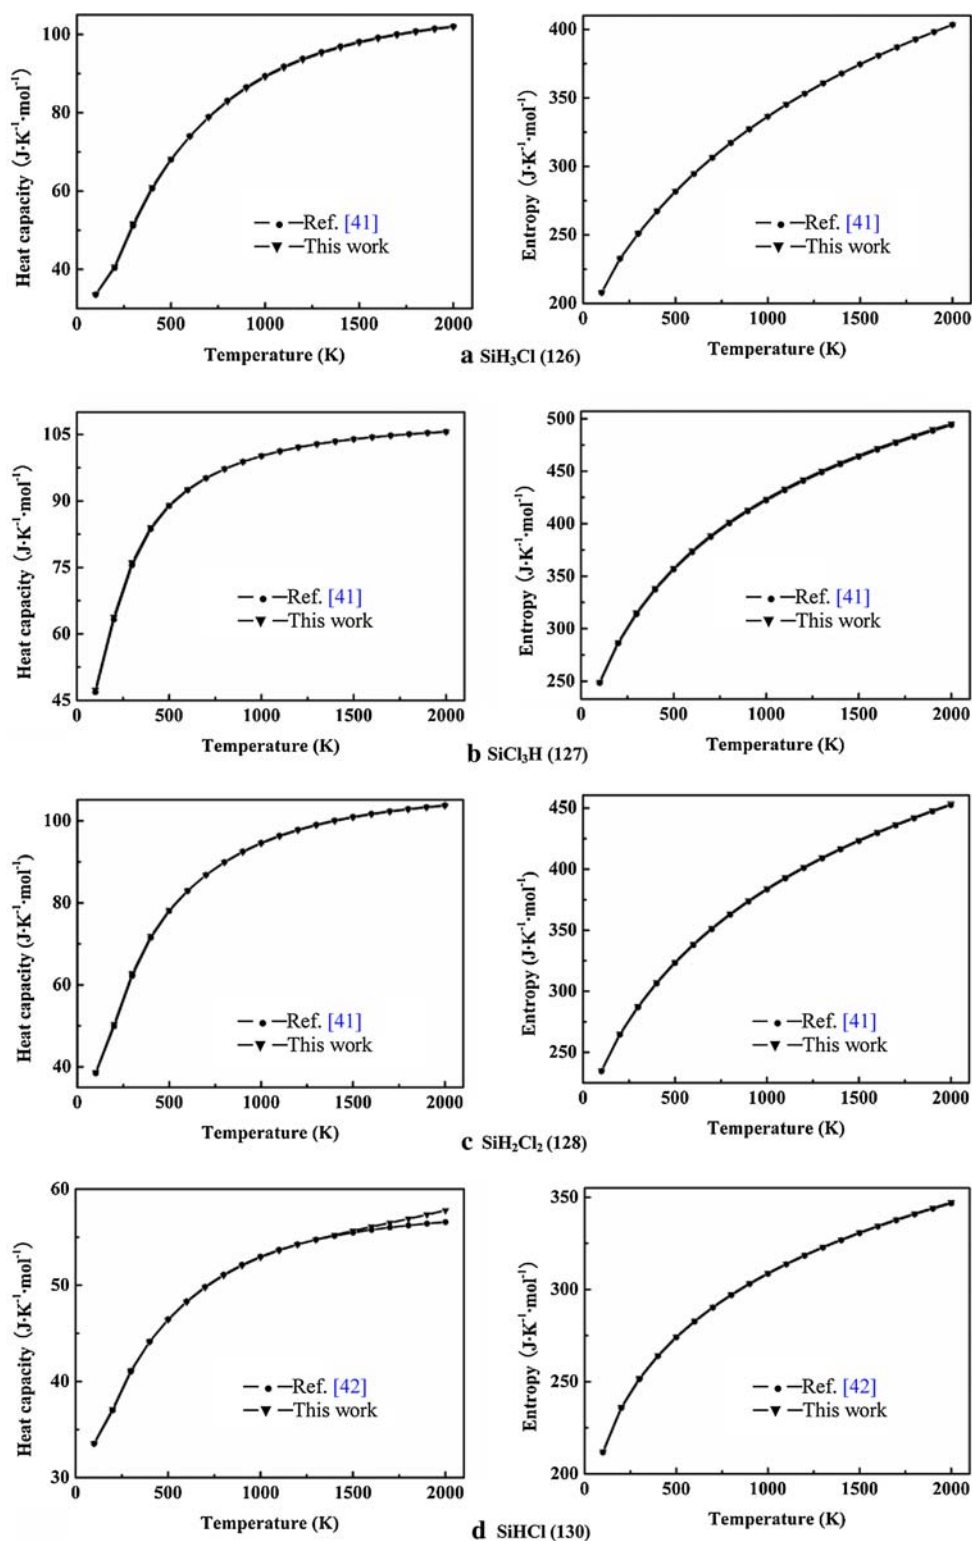 100
80
60
40
0
500
1000
1500
2000
Heat capacity (J·K⁻¹·mol⁻¹)
Temperature (K)
Ref. [41]
This work
400
350
300
250
200
0
500
1000
1500
2000
Entropy (J·K⁻¹·mol⁻¹)
Temperature (K)
Ref. [41]
This work
a SiH₃Cl (126)
105
90
75
60
45
0
500
1000
1500
2000
Heat capacity (J·K⁻¹·mol⁻¹)
Temperature (K)
Ref. [41]
This work
500
450
400
350
300
250
0
500
1000
1500
2000
Entropy (J·K⁻¹·mol⁻¹)
Temperature (K)
Ref. [41]
This work
b SiCl₃H (127)
100
80
60
40
0
500
1000
1500
2000
Heat capacity (J·K⁻¹·mol⁻¹)
Temperature (K)
Ref. [41]
This work
450
400
350
300
250
0
500
1000
1500
2000
Entropy (J·K⁻¹·mol⁻¹)
Temperature (K)
Ref. [41]
This work
c SiH₂Cl₂ (128)
60
50
40
30
0
500
1000
1500
2000
Heat capacity (J·K⁻¹·mol⁻¹)
Temperature (K)
Ref. [42]
This work
350
300
250
200
0
500
1000
1500
2000
Entropy (J·K⁻¹·mol⁻¹)
Temperature (K)
Ref. [42]
This work
d SiHCl (130)